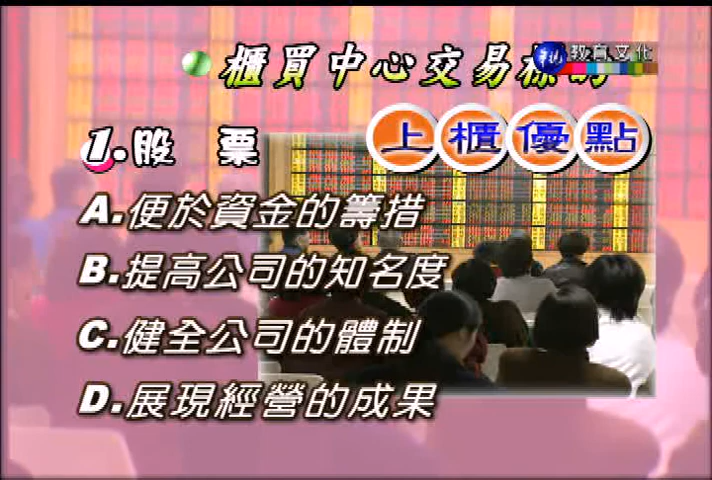 櫃買中心交易標的
華視 教育文化
1.股 票
上櫃優點
A.便於資金的籌措
B.提高公司的知名度
C.健全公司的體制
D.展現經營的成果